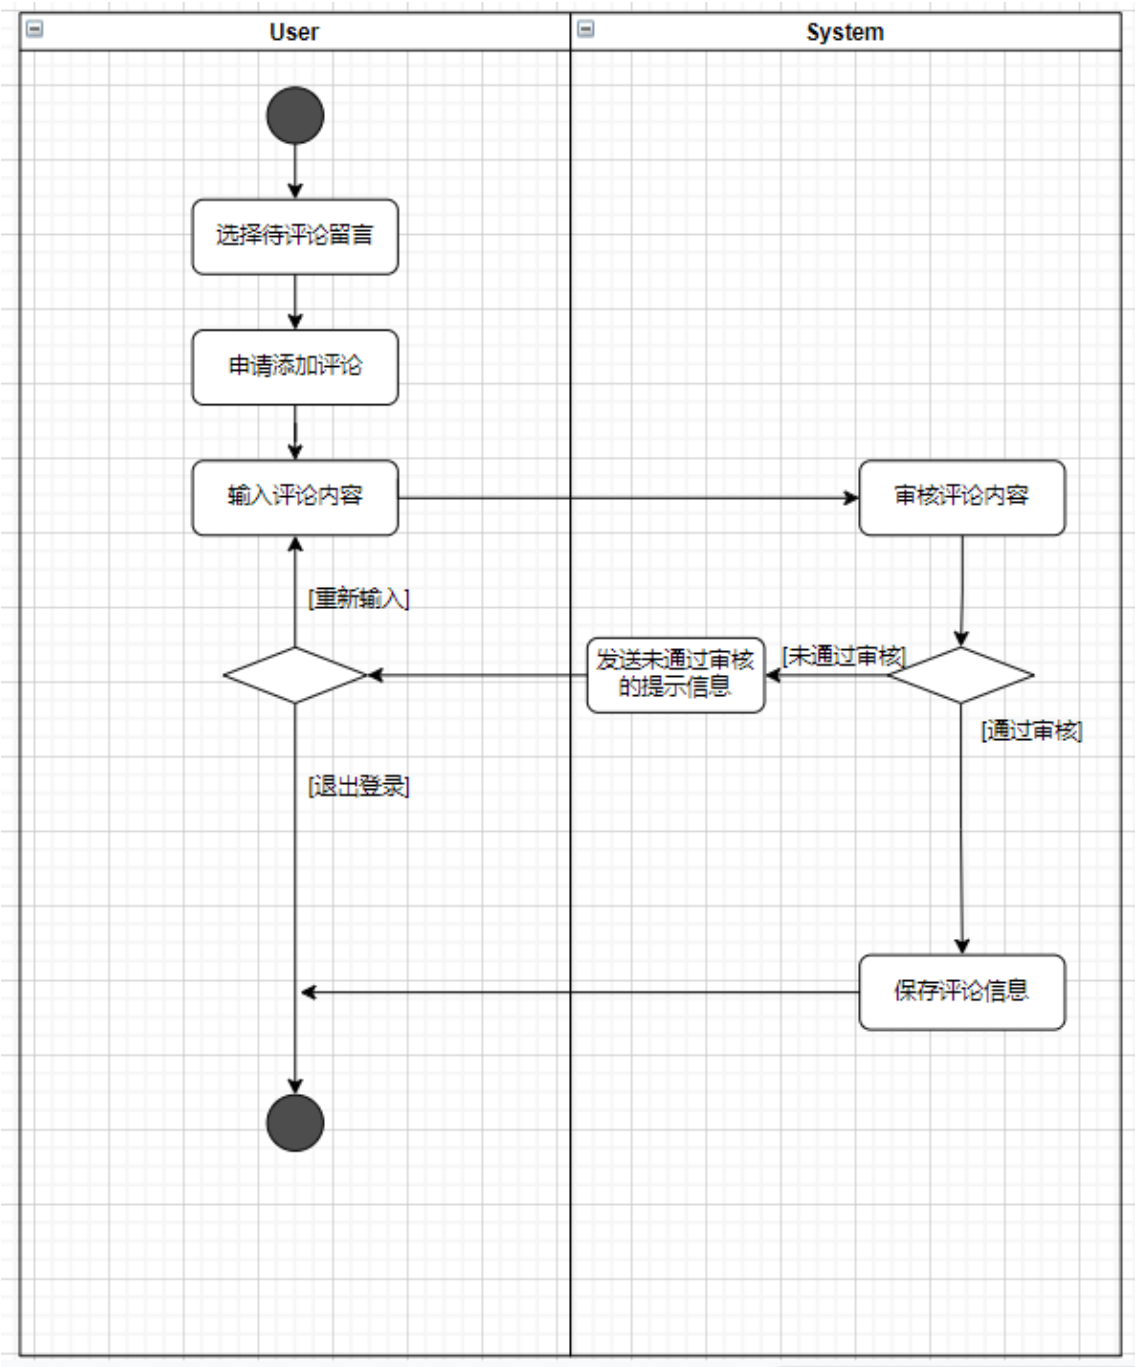 User
System
选择待评论留言
申请添加评论
输入评论内容
审核评论内容
[重新输入]
发送未通过审核
的提示信息
[未通过审核]
[通过审核]
[退出登录]
保存评论信息